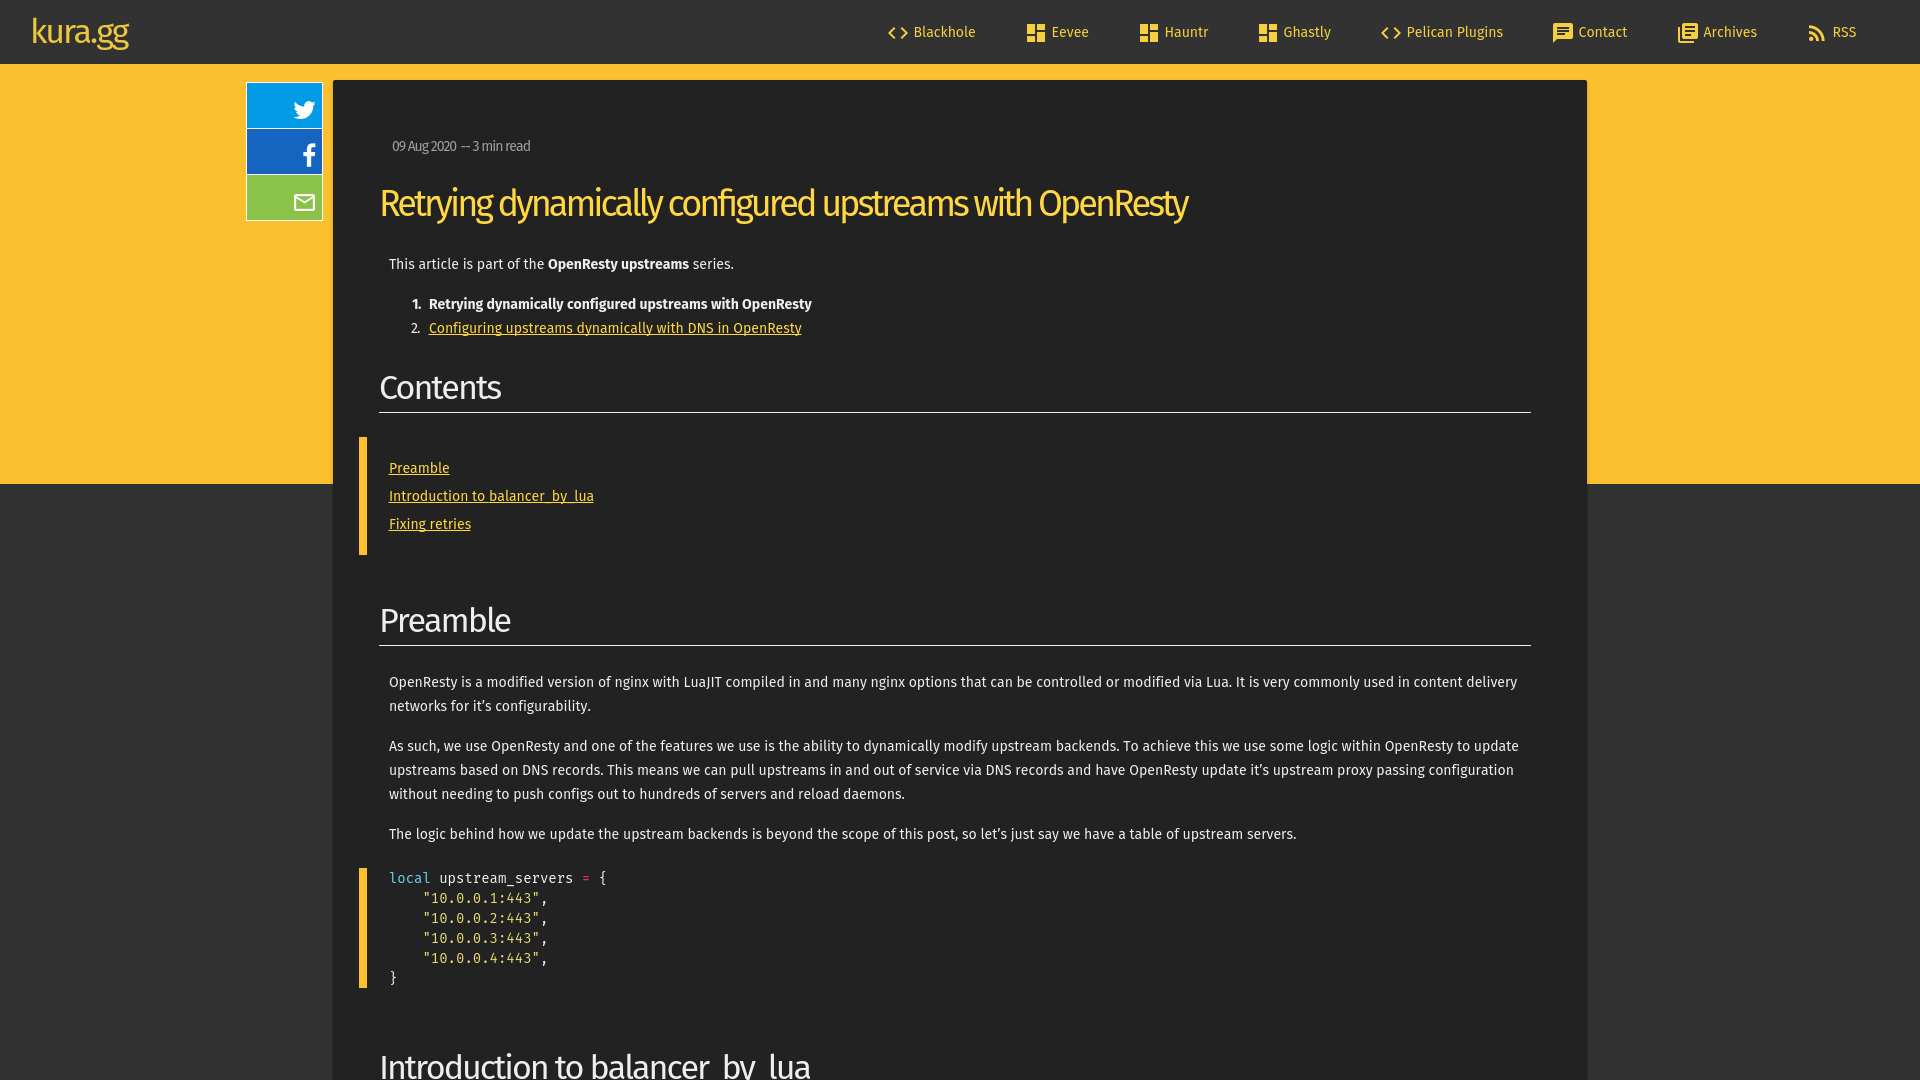 kura.gg
Blackhole
Eevee
Hauntr
Ghastly
Pelican Plugins
Contact
Archives
RSS
09 Aug 2020 -- 3 min read
Retrying dynamically configured upstreams with OpenResty
This article is part of the OpenResty upstreams series.
1. Retrying dynamically configured upstreams with OpenResty
2. Configuring upstreams dynamically with DNS in OpenResty
Contents
Preamble
Introduction to balancer_by_lua
Fixing retries
Preamble
OpenResty is a modified version of nginx with LuaJIT compiled in and many nginx options that can be controlled or modified via Lua. It is very commonly used in content delivery
networks for it’s configurability.
As such, we use OpenResty and one of the features we use is the ability to dynamically modify upstream backends. To achieve this we use some logic within OpenResty to update
upstreams based on DNS records. This means we can pull upstreams in and out of service via DNS records and have OpenResty update it’s upstream proxy passing configuration
without needing to push configs out to hundreds of servers and reload daemons.
The logic behind how we update the upstream backends is beyond the scope of this post, so let’s just say we have a table of upstream servers.
local upstream_servers = {
    "10.0.0.1:443",
    "10.0.0.2:443",
    "10.0.0.3:443",
    "10.0.0.4:443",
}
Introduction to balancer_by_lua